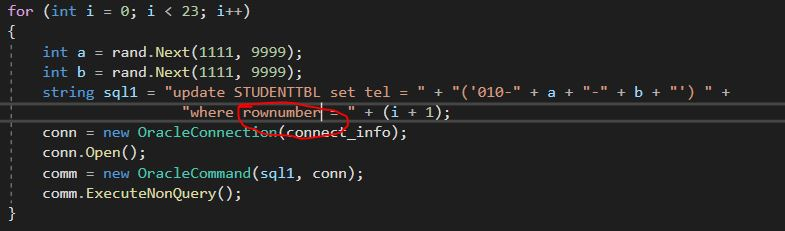 for (int i = 0; i < 23; i++)
{
int a = rand.Next(1111, 9999);
int b = rand.Next(1111, 9999);
string sql1 = "update STUDENTTBL set tel = " + "('010-" + a + "-" + b + "') " +
"where rownumber = " + (i + 1);
conn = new OracleConnection(connect_info);
conn.Open();
comm = new OracleCommand(sql1, conn);
comm.ExecuteNonQuery();
}